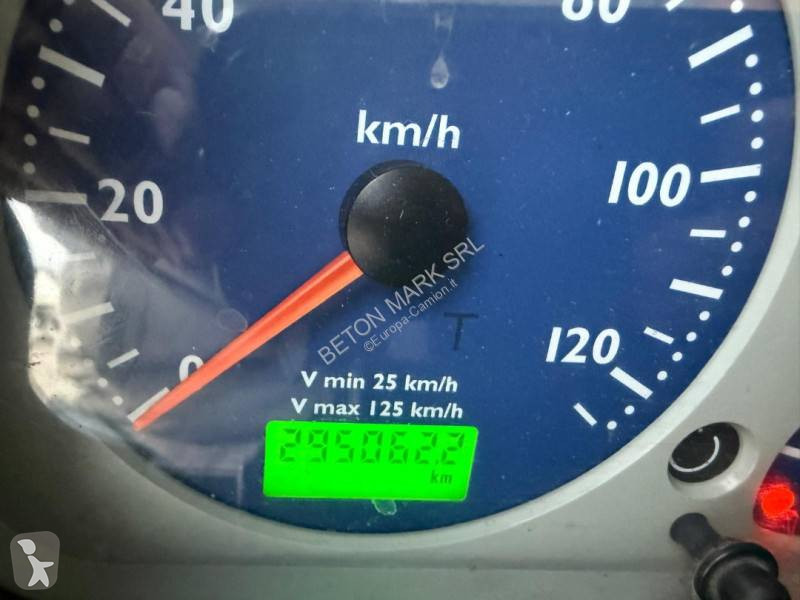 40
80
km/h
20
100
BETON MARK SRL
©Europa-Camion.it
T
0
120
V min 25 km/h
V max 125 km/h
295062.2
km